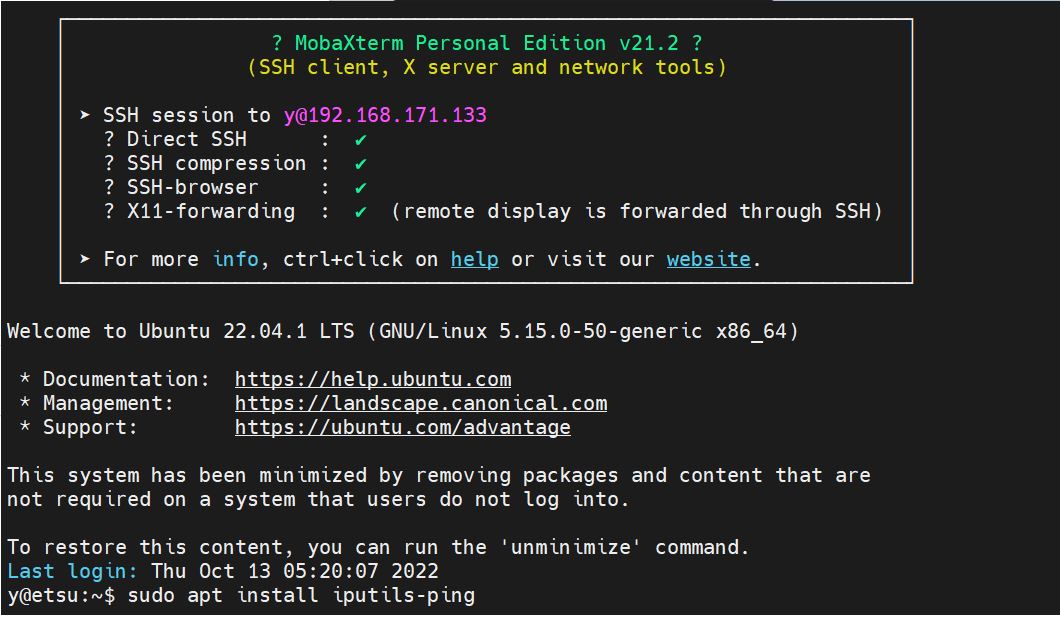 ? MobaXterm Personal Edition v21.2 ?
(SSH client, X server and network tools)
➤ SSH session to y@192.168.171.133
? Direct SSH : ✔
? SSH compression : ✔
? SSH-browser : ✔
? X11-forwarding : ✔ (remote display is forwarded through SSH)
➤ For more info, ctrl+click on help or visit our website.
Welcome to Ubuntu 22.04.1 LTS (GNU/Linux 5.15.0-50-generic x86_64)
* Documentation: https://help.ubuntu.com
* Management: https://landscape.canonical.com
* Support: https://ubuntu.com/advantage
This system has been minimized by removing packages and content that are
not required on a system that users do not log into.
To restore this content, you can run the 'unminimize' command.
Last login: Thu Oct 13 05:20:07 2022
y@etsu:~$ sudo apt install iputils-ping